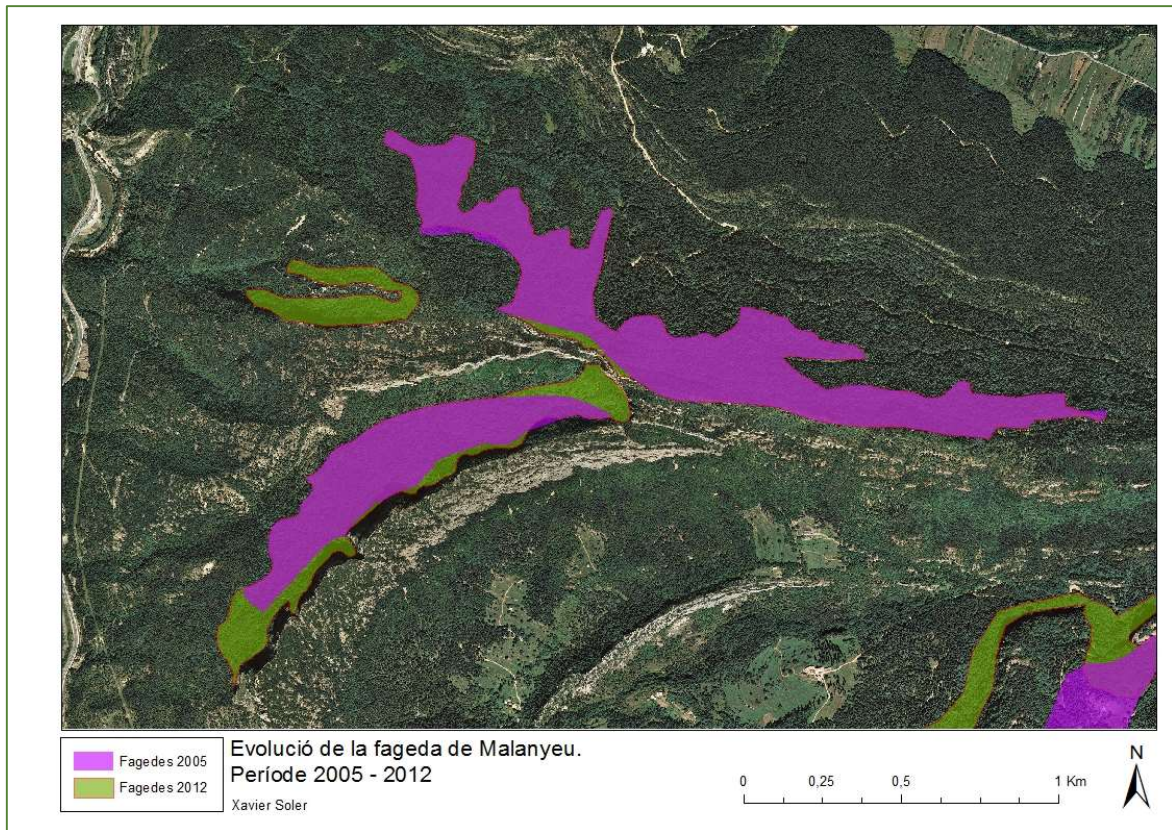 Fagedes 2005
Fagedes 2012
Evolució de la fageda de Malanyeu.
Període 2005 - 2012
Xavier Soler
0 0,25 0,5 1 Km
N